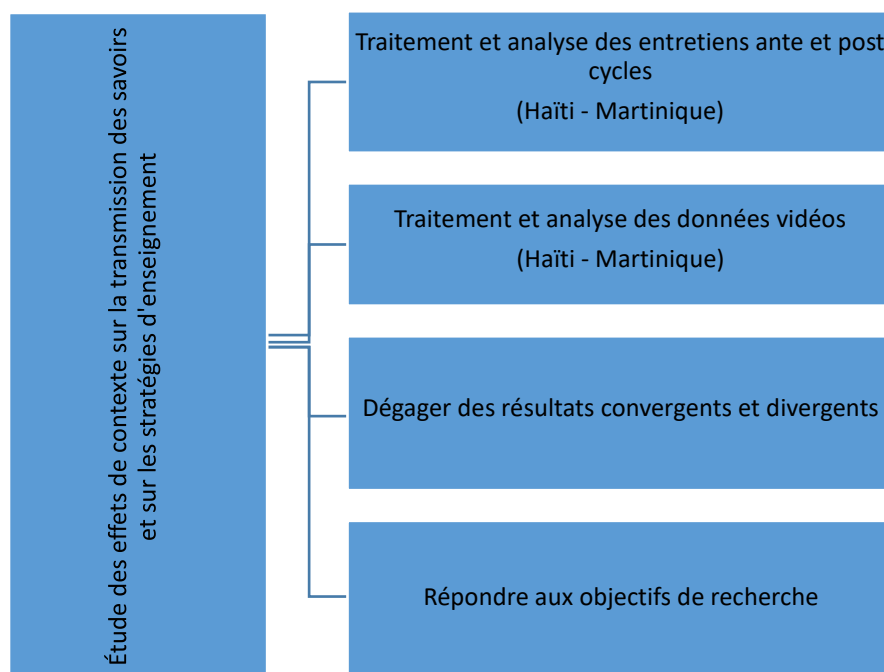 Étude des effets de contexte sur la transmission des savoirs
et sur les stratégies d'enseignement
Traitement et analyse des entretiens ante et post
cycles
(Haïti - Martinique)
Traitement et analyse des données vidéos
(Haïti - Martinique)
Dégager des résultats convergents et divergents
Répondre aux objectifs de recherche